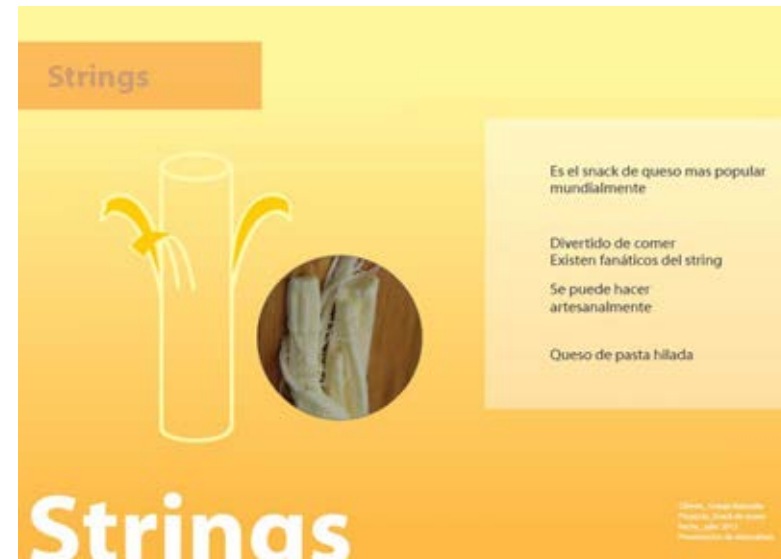 Strings
Es el snack de queso mas popular
mundialmente
Divertido de comer
Existen fanáticos del string
Se puede hacer
artesanalmente
Queso de pasta hilada
Strings